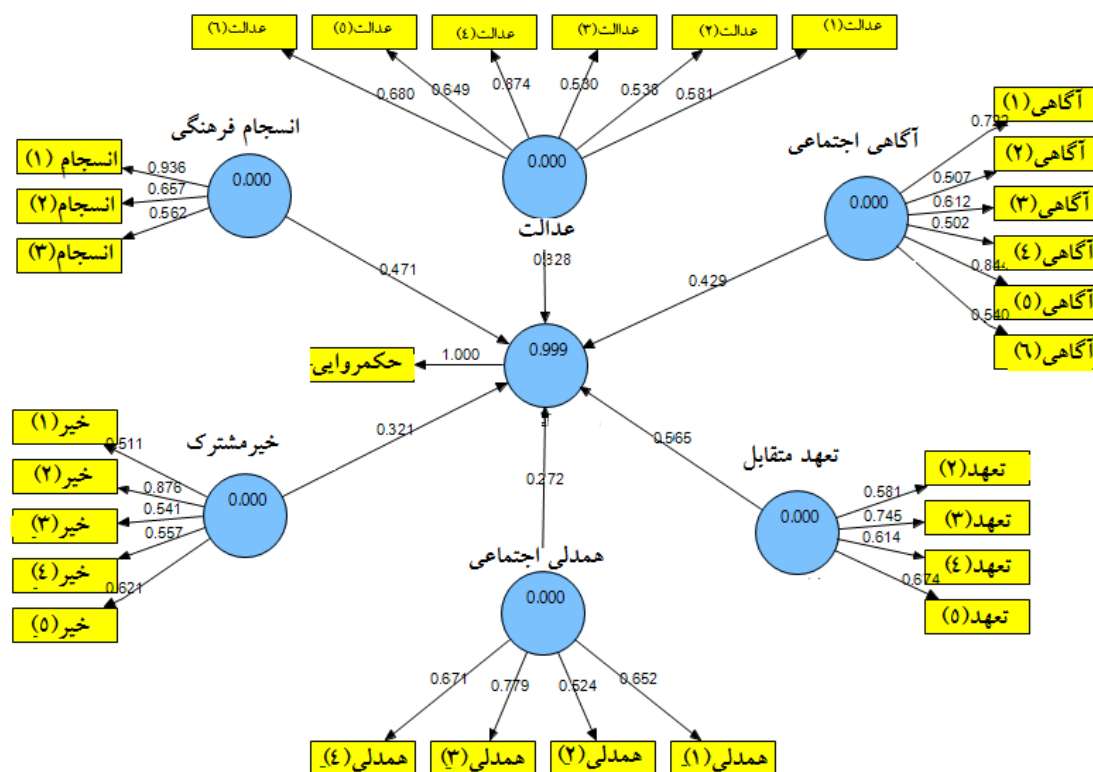 عدالت(۱)
عدالت(۲)
عداالت(۳)
عدالت(۴)
عدالت(۵)
عدالت(۶)
0.581
0.538
0.530
0.649
0.680
0.000
عدالت
0.328
آگاهی اجتماعی
0.000
آگاهی(۱)
آگاهی(۲)
آگاهی(۳)
آگاهی(۴)
آگاهی(۵)
آگاهی(۶)
0.507
0.612
0.502
0.844
0.540
0.429
انسجام فرهنگی
0.000
انسجام (۱)
انسجام(۲)
انسجام(۳)
0.936
0.657
0.562
0.471
0.999
1.000
حکمروایی
خیرمشترک
0.000
خیر(۱)
خیر(۲)
خیر(۳)
خیر(۴)
خیر(۵)
0.511
0.876
0.541
0.557
0.621
0.321
تعهد متقابل
0.000
تعهد(۲)
تعهد(۳)
تعهد(۴)
تعهد(۵)
0.581
0.745
0.614
0.674
0.565
0.272
همدلی اجتماعی
0.000
0.652
0.524
0.779
0.671
همدلی(۱)
همدلی(۲)
همدلی(۳)
همدلی(۴)